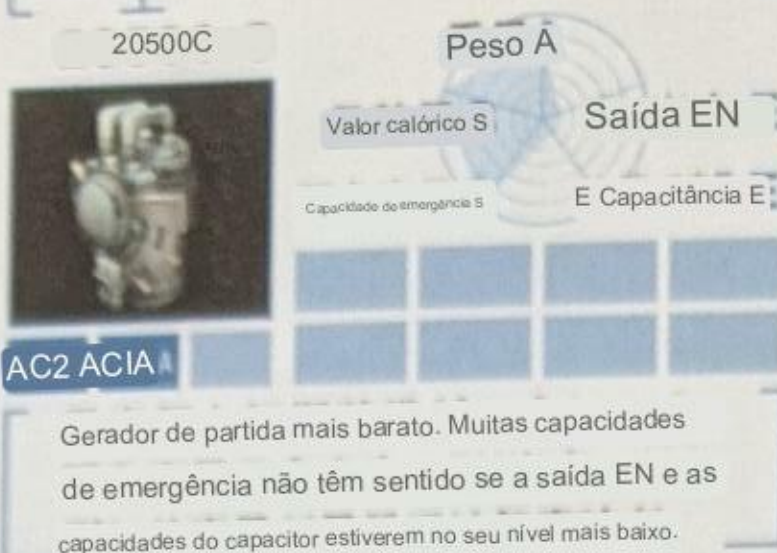 20500C
Peso A
Valor calórico S
Saída EN
Capacidade de emergência S
E Capacitância E
AC2 ACIA
Gerador de partida mais barato. Muitas capacidades
de emergência não têm sentido se a saída EN e as
capacidades do capacitor estiverem no seu nível mais baixo.